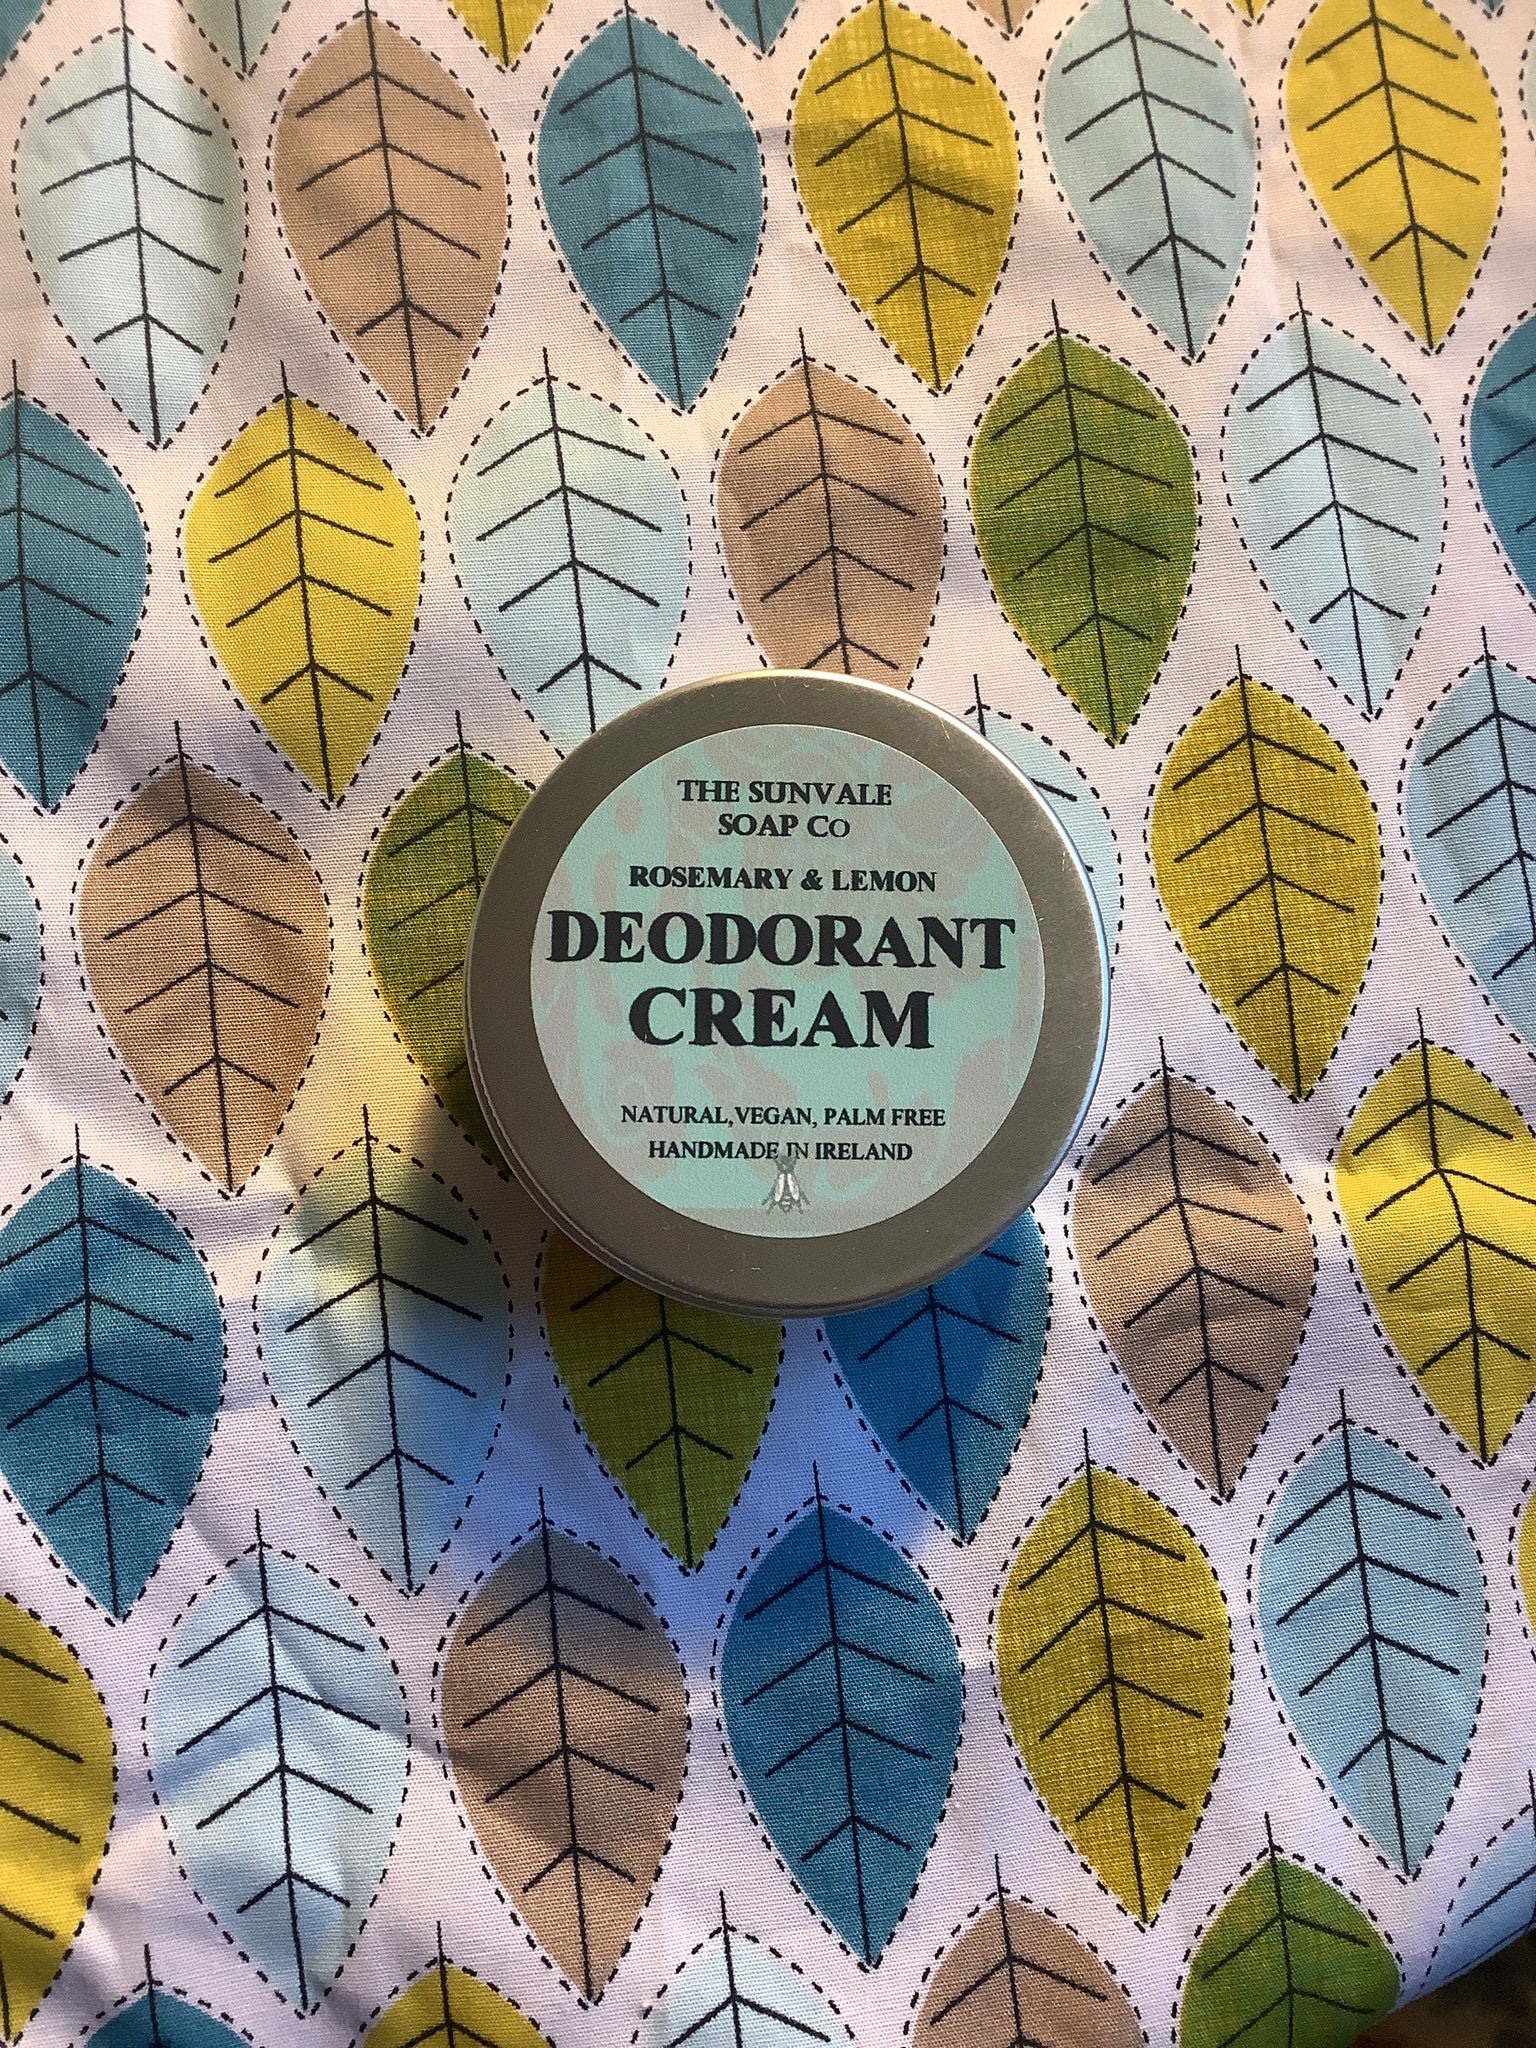 THE SUNVALE
SOAP CO
ROSEMARY & LEMON
DEODORANT
CREAM
NATURAL,VEGAN, PALM FREE
HANDMADE IN IRELAND